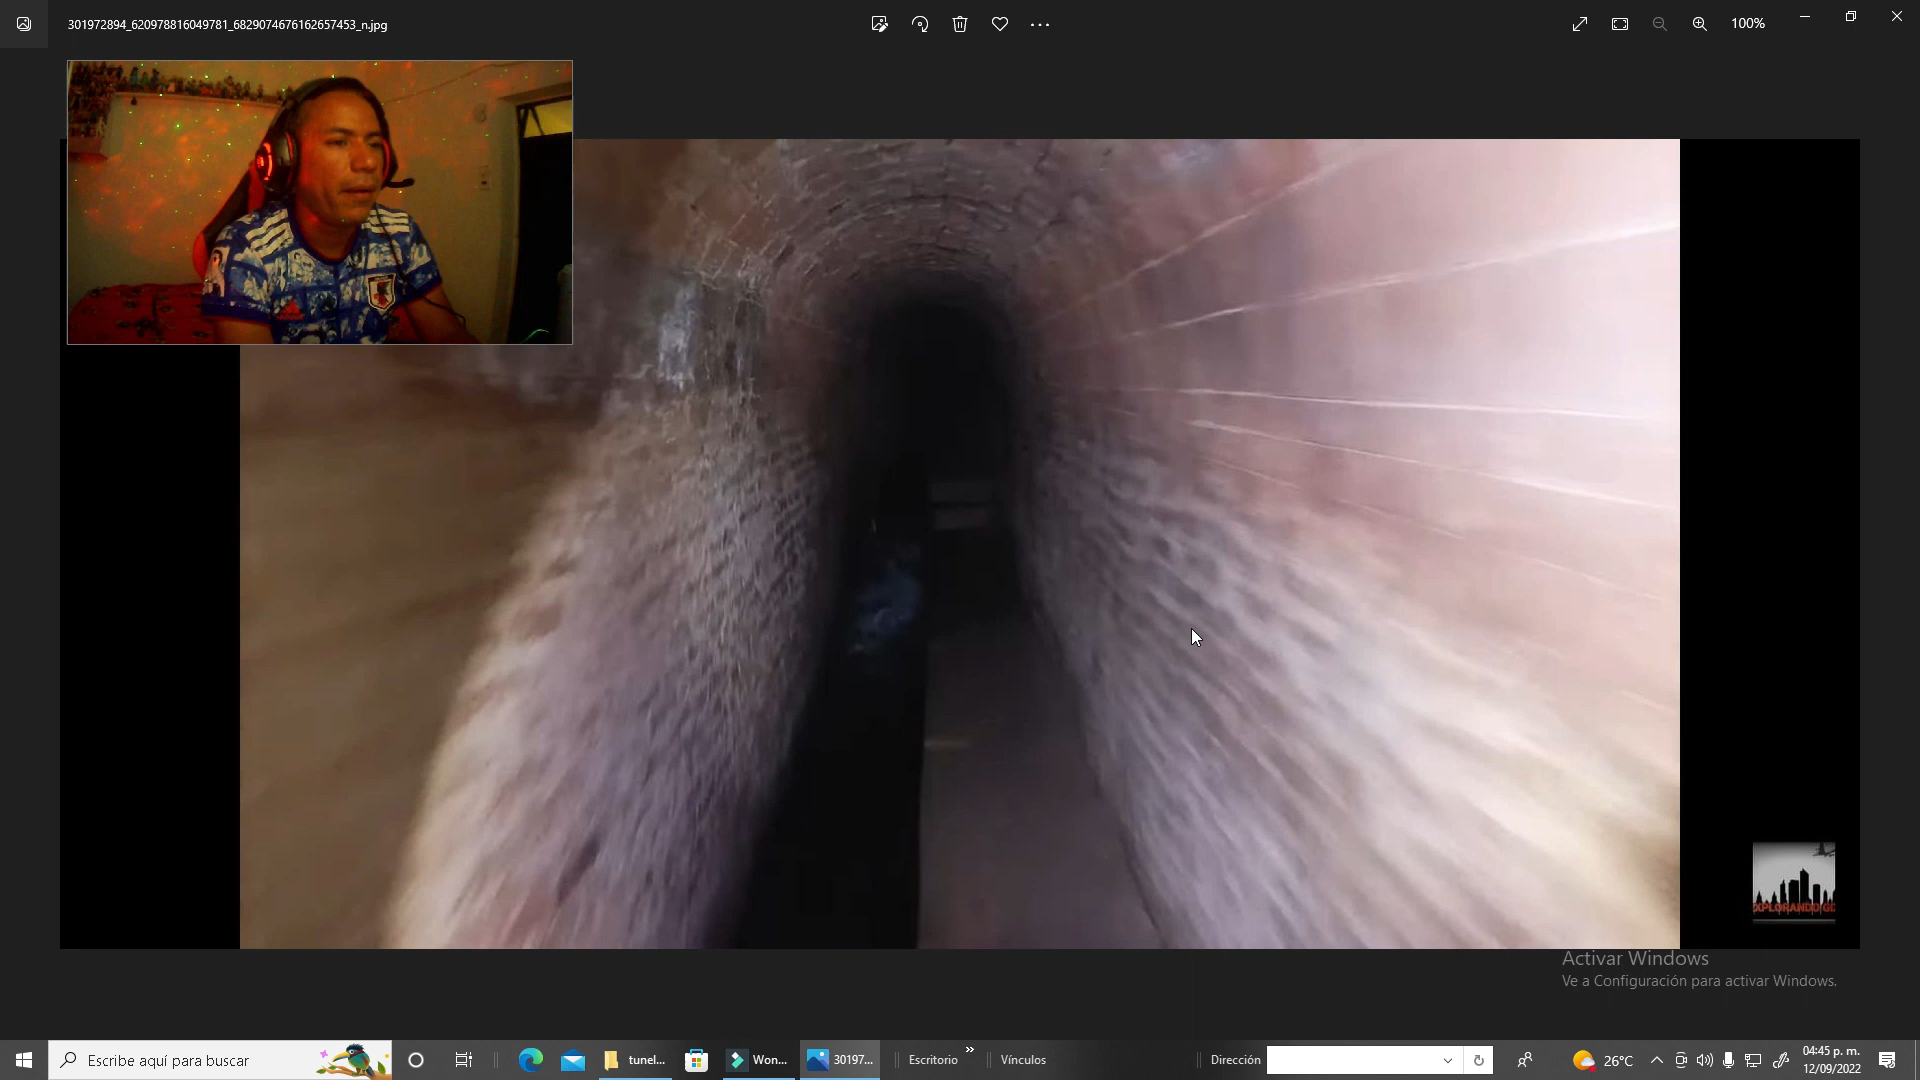 301972894_620978816049781_6829074676162657453_n.jpg
100%
Activar Windows
Ve a Configuración para activar Windows.
Escribe aquí para buscar
tunel...
Won...
30197...
Escritorio
Vínculos
Dirección
26°C
04:45 p. m.
12/09/2022